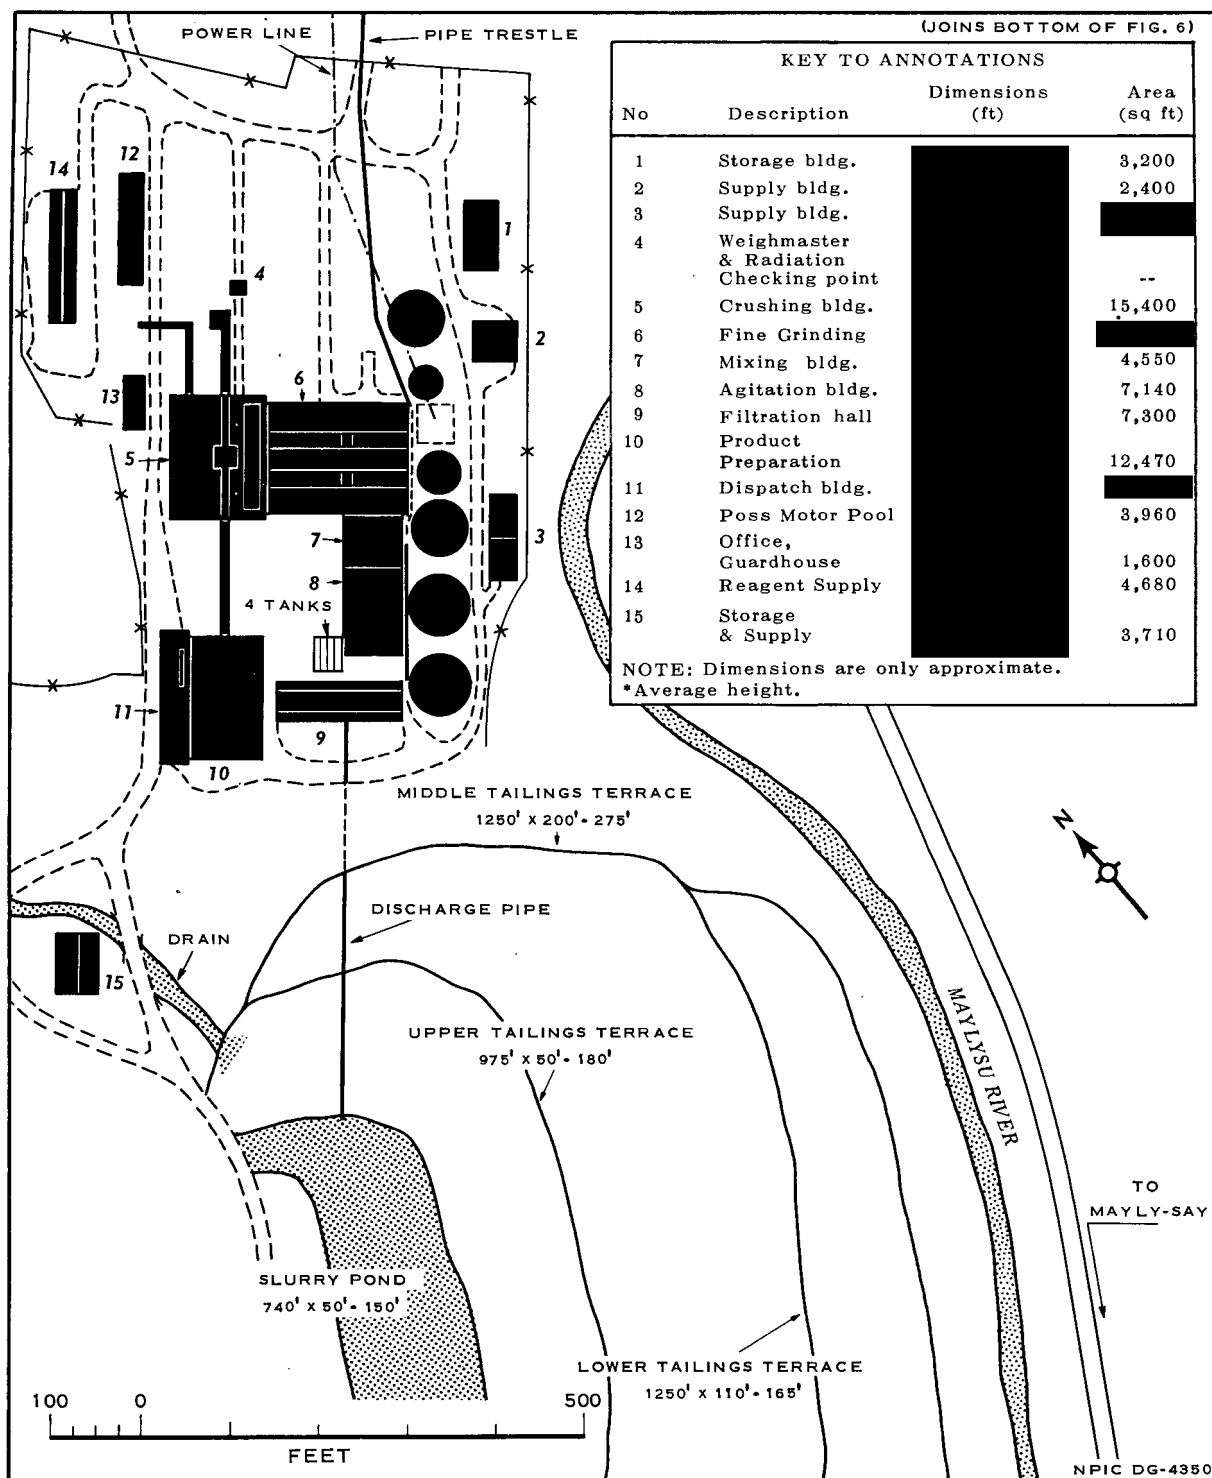 (JOINS BOTTOM OF FIG. 6)
POWER LINE
PIPE TRESTLE
KEY TO ANNOTATIONS
No Description Dimensions (ft) Area (sq ft)
1 Storage bldg. 3,200
2 Supply bldg. 2,400
3 Supply bldg.
4 Weighmaster
& Radiation
Checking point --
5 Crushing bldg. 15,400
6 Fine Grinding
7 Mixing bldg. 4,550
8 Agitation bldg. 7,140
9 Filtration hall 7,300
10 Product
Preparation 12,470
11 Dispatch bldg.
12 Poss Motor Pool 3,960
13 Office,
Guardhouse 1,600
14 Reagent Supply 4,680
15 Storage
& Supply 3,710
NOTE: Dimensions are only approximate.
*Average height.
14
12
1
4
2
13
6
5
7
3
8
4 TANKS
11
9
10
MIDDLE TAILINGS TERRACE
1250' X 200' - 275'
N
DISCHARGE PIPE
DRAIN
15
UPPER TAILINGS TERRACE
975' X 50' - 180'
MAYLYSU RIVER
TO
MAYLY-SAY
SLURRY POND
740' X 50' - 150'
LOWER TAILINGS TERRACE
1250' X 110' - 165'
100 0 500
FEET
NPIC DG-4350